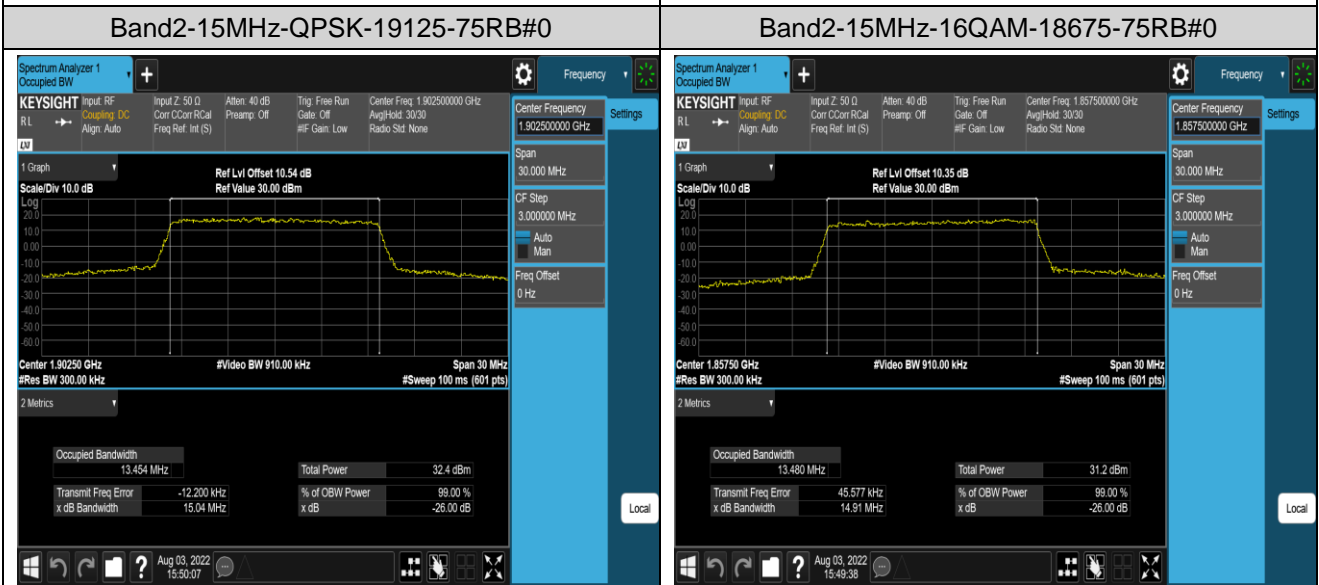 Band2-15MHz-QPSK-19125-75RB#0
Spectrum Analyzer 1
Occupied BW
KEYSIGHT
RL
LXI
Input: RF
Coupling: DC
Align: Auto
Input Z: 50 Ω
Corr CCorr RCal
Freq Ref: Int (S)
Atten: 40 dB
Preamp: Off
Trig: Free Run
Gate: Off
#IF Gain: Low
Center Freq: 1.902500000 GHz
Avg|Hold: 30/30
Radio Std: None
1 Graph
Scale/Div 10.0 dB
Ref Lvl Offset 10.54 dB
Ref Value 30.00 dBm
Log
20.0
10.0
0.00
-10.0
-20.0
-30.0
-40.0
-50.0
-60.0
Center 1.90250 GHz
#Video BW 910.00 kHz
Span 30 MHz
#Res BW 300.00 kHz
#Sweep 100 ms (601 pts)
2 Metrics
Occupied Bandwidth
13.454 MHz
Total Power 32.4 dBm
Transmit Freq Error -12.200 kHz
% of OBW Power 99.00 %
x dB Bandwidth 15.04 MHz
x dB -26.00 dB
Frequency
Settings
Center Frequency
1.902500000 GHz
Span
30.000 MHz
CF Step
3.000000 MHz
Auto
Man
Freq Offset
0 Hz
Local
?
Aug 03, 2022
15:50:07
Band2-15MHz-16QAM-18675-75RB#0
Spectrum Analyzer 1
Occupied BW
KEYSIGHT
RL
LXI
Input: RF
Coupling: DC
Align: Auto
Input Z: 50 Ω
Corr CCorr RCal
Freq Ref: Int (S)
Atten: 40 dB
Preamp: Off
Trig: Free Run
Gate: Off
#IF Gain: Low
Center Freq: 1.857500000 GHz
Avg|Hold: 30/30
Radio Std: None
1 Graph
Scale/Div 10.0 dB
Ref Lvl Offset 10.35 dB
Ref Value 30.00 dBm
Log
20.0
10.0
0.00
-10.0
-20.0
-30.0
-40.0
-50.0
-60.0
Center 1.85750 GHz
#Video BW 910.00 kHz
Span 30 MHz
#Res BW 300.00 kHz
#Sweep 100 ms (601 pts)
2 Metrics
Occupied Bandwidth
13.480 MHz
Total Power 31.2 dBm
Transmit Freq Error 45.577 kHz
% of OBW Power 99.00 %
x dB Bandwidth 14.91 MHz
x dB -26.00 dB
Frequency
Settings
Center Frequency
1.857500000 GHz
Span
30.000 MHz
CF Step
3.000000 MHz
Auto
Man
Freq Offset
0 Hz
Local
?
Aug 03, 2022
15:49:38